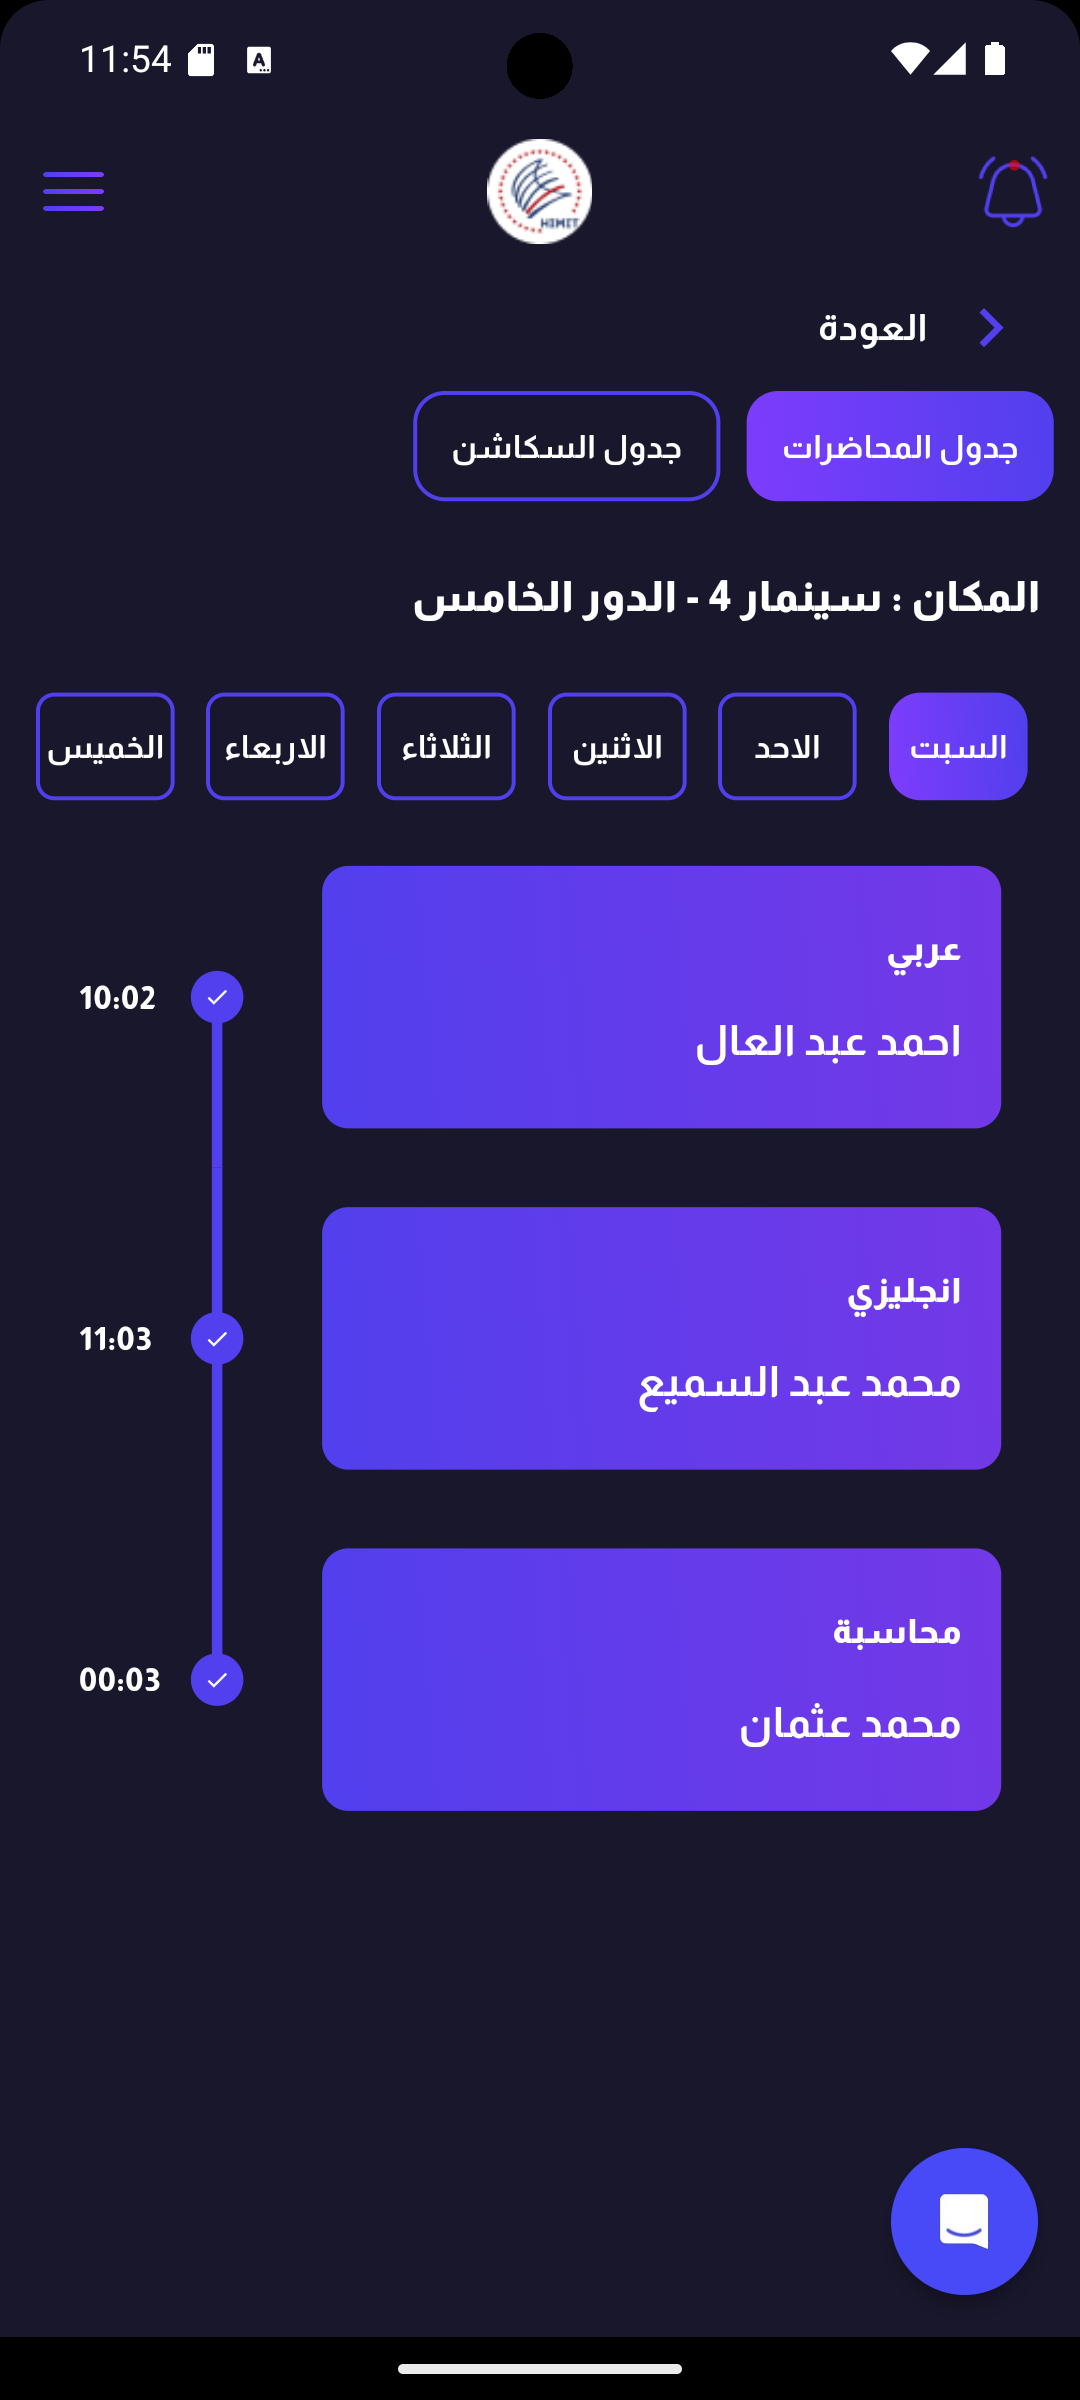 11:54
HIMIT
العودة
جدول المحاضرات جدول السكاشن
المكان : سينمار 4 - الدور الخامس
السبت الاحد الاثنين الثلاثاء الاربعاء الخميس
عربي
احمد عبد العال
10:02
انجليزي
محمد عبد السميع
11:03
محاسبة
محمد عثمان
00:03